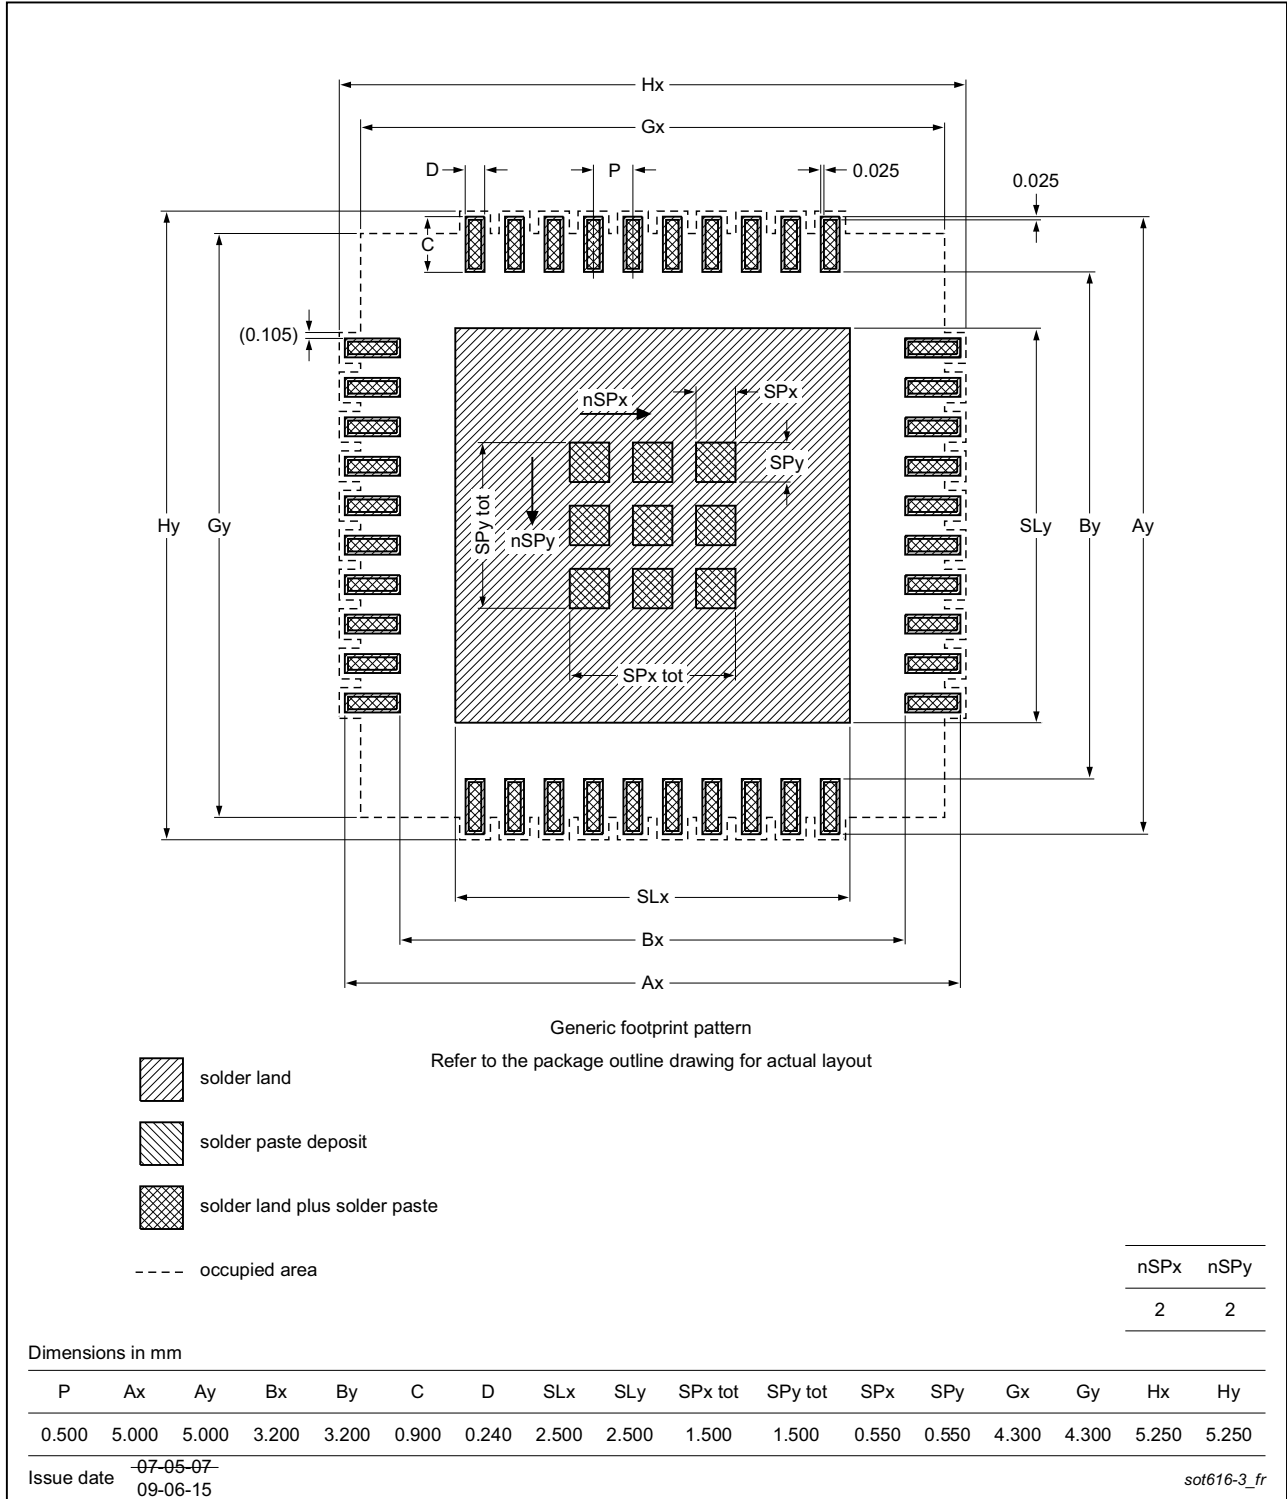 Hx
Gx
D
P
0.025
0.025
C
(0.105)
nSPx
SPx
SPy
SPy tot
nSPy
Hy
Gy
SLy
By
Ay
SPx tot
SLx
Bx
Ax
Generic footprint pattern
Refer to the package outline drawing for actual layout
solder land
solder paste deposit
solder land plus solder paste
occupied area
nSPx nSPy
2 2
Dimensions in mm
P Ax Ay Bx By C D SLx SLy SPx tot SPy tot SPx SPy Gx Gy Hx Hy
0.500 5.000 5.000 3.200 3.200 0.900 0.240 2.500 2.500 1.500 1.500 0.550 0.550 4.300 4.300 5.250 5.250
Issue date 07-05-07
09-06-15
sot616-3_fr